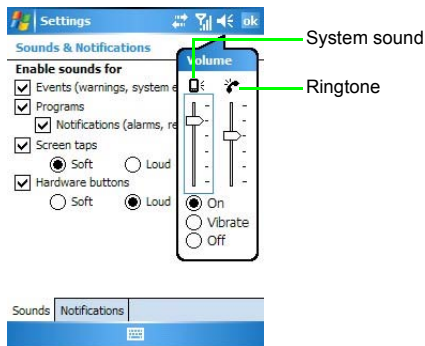 Settings
ok
Sounds & Notifications
Volume
System sound
Ringtone
Enable sounds for
Events (warnings, system e
Programs
Notifications (alarms, re
Screen taps
Soft
Loud
Hardware buttons
Soft
Loud
On
Vibrate
Off
Sounds
Notifications